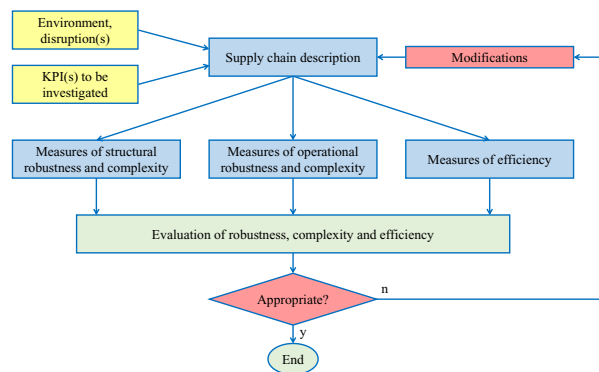 Environment,
disruption(s)
Supply chain description
Modifications
KPI(s) to be
investigated
Measures of structural
robustness and complexity
Measures of operational
robustness and complexity
Measures of efficiency
Evaluation of robustness, complexity and efficiency
Appropriate?
n
y
End